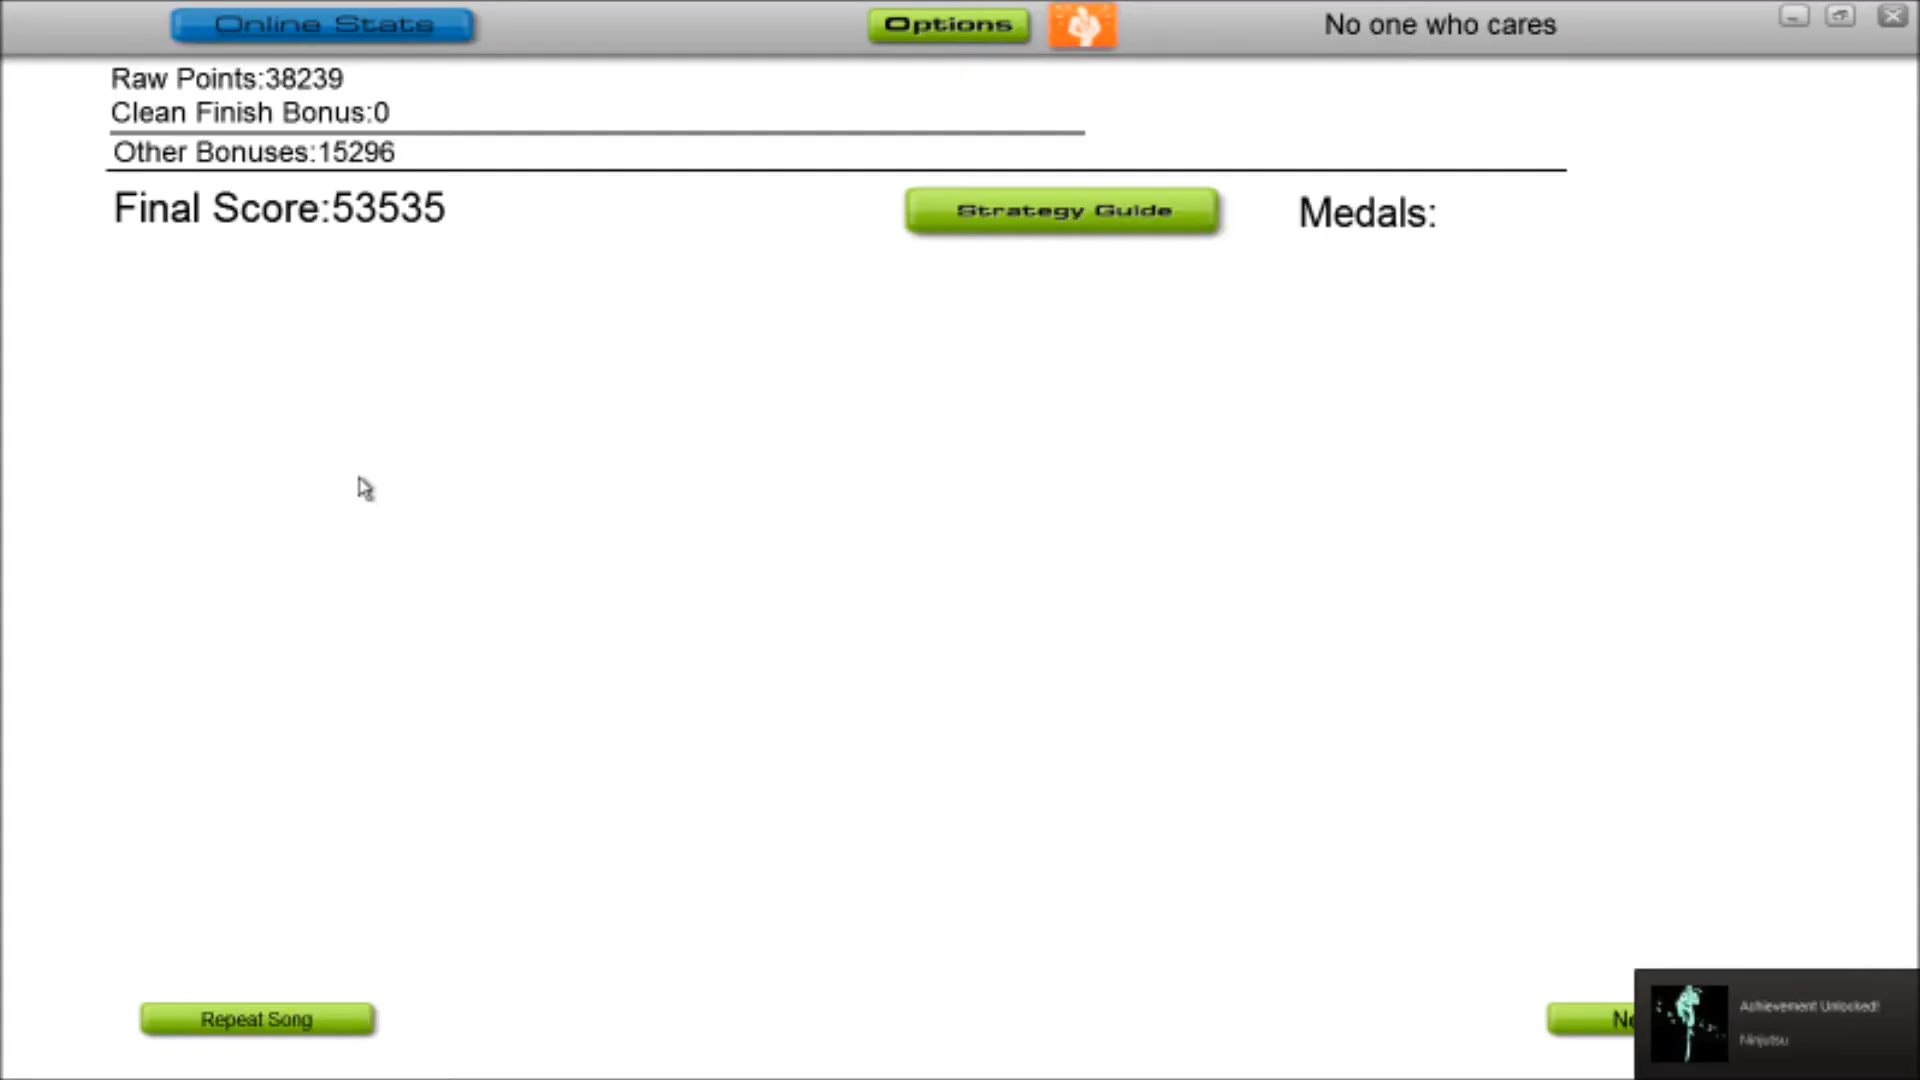 Online Stats
Options
No one who cares
Raw Points:38239
Clean Finish Bonus:0
Other Bonuses:15296
Final Score:53535
Strategy Guide
Medals:
Repeat Song
Achievement Unlocked!
Ninjutsu